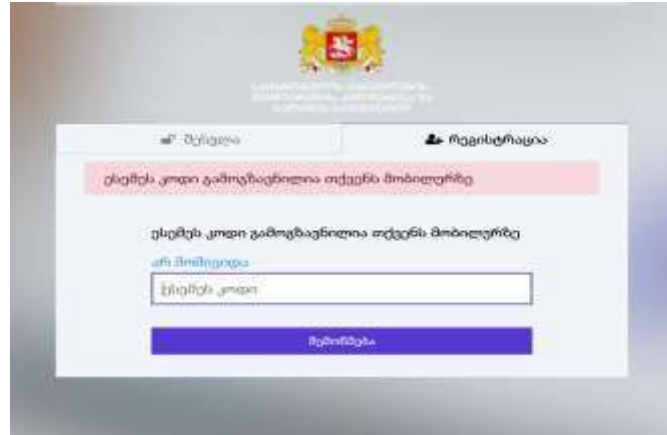 შესვლა
რეგისტრაცია
ესემეს კოდი გამოგზავნილია თქვენს მობილურზე
ესემეს კოდი გამოგზავნილია თქვენს მობილურზე
არ მომივიდა
ესემეს კოდი
შემოწმება